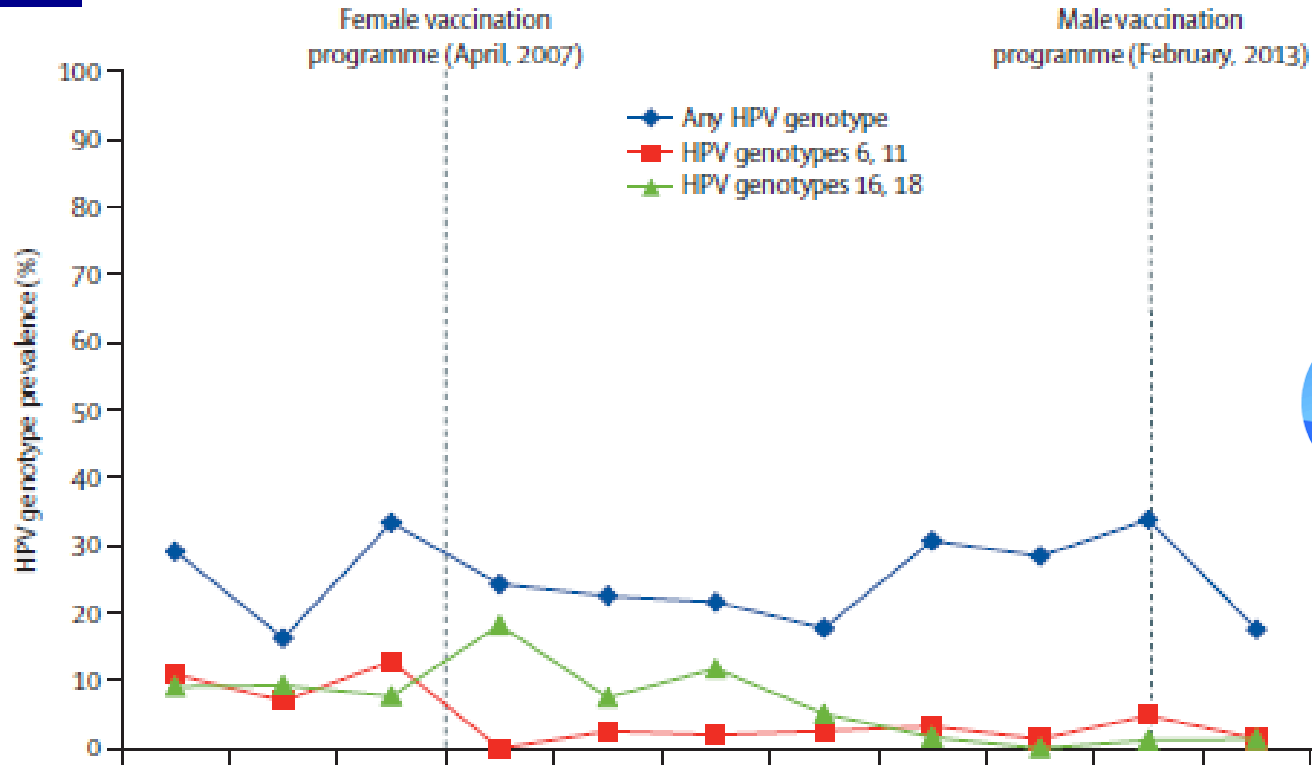 Female vaccination
programme (April, 2007)
Male vaccination
programme (February, 2013)
Any HPV genotype
HPV genotypes 6, 11
HPV genotypes 16, 18
HPV genotype prevalence (%)
100
90
80
70
60
50
40
30
20
10
0